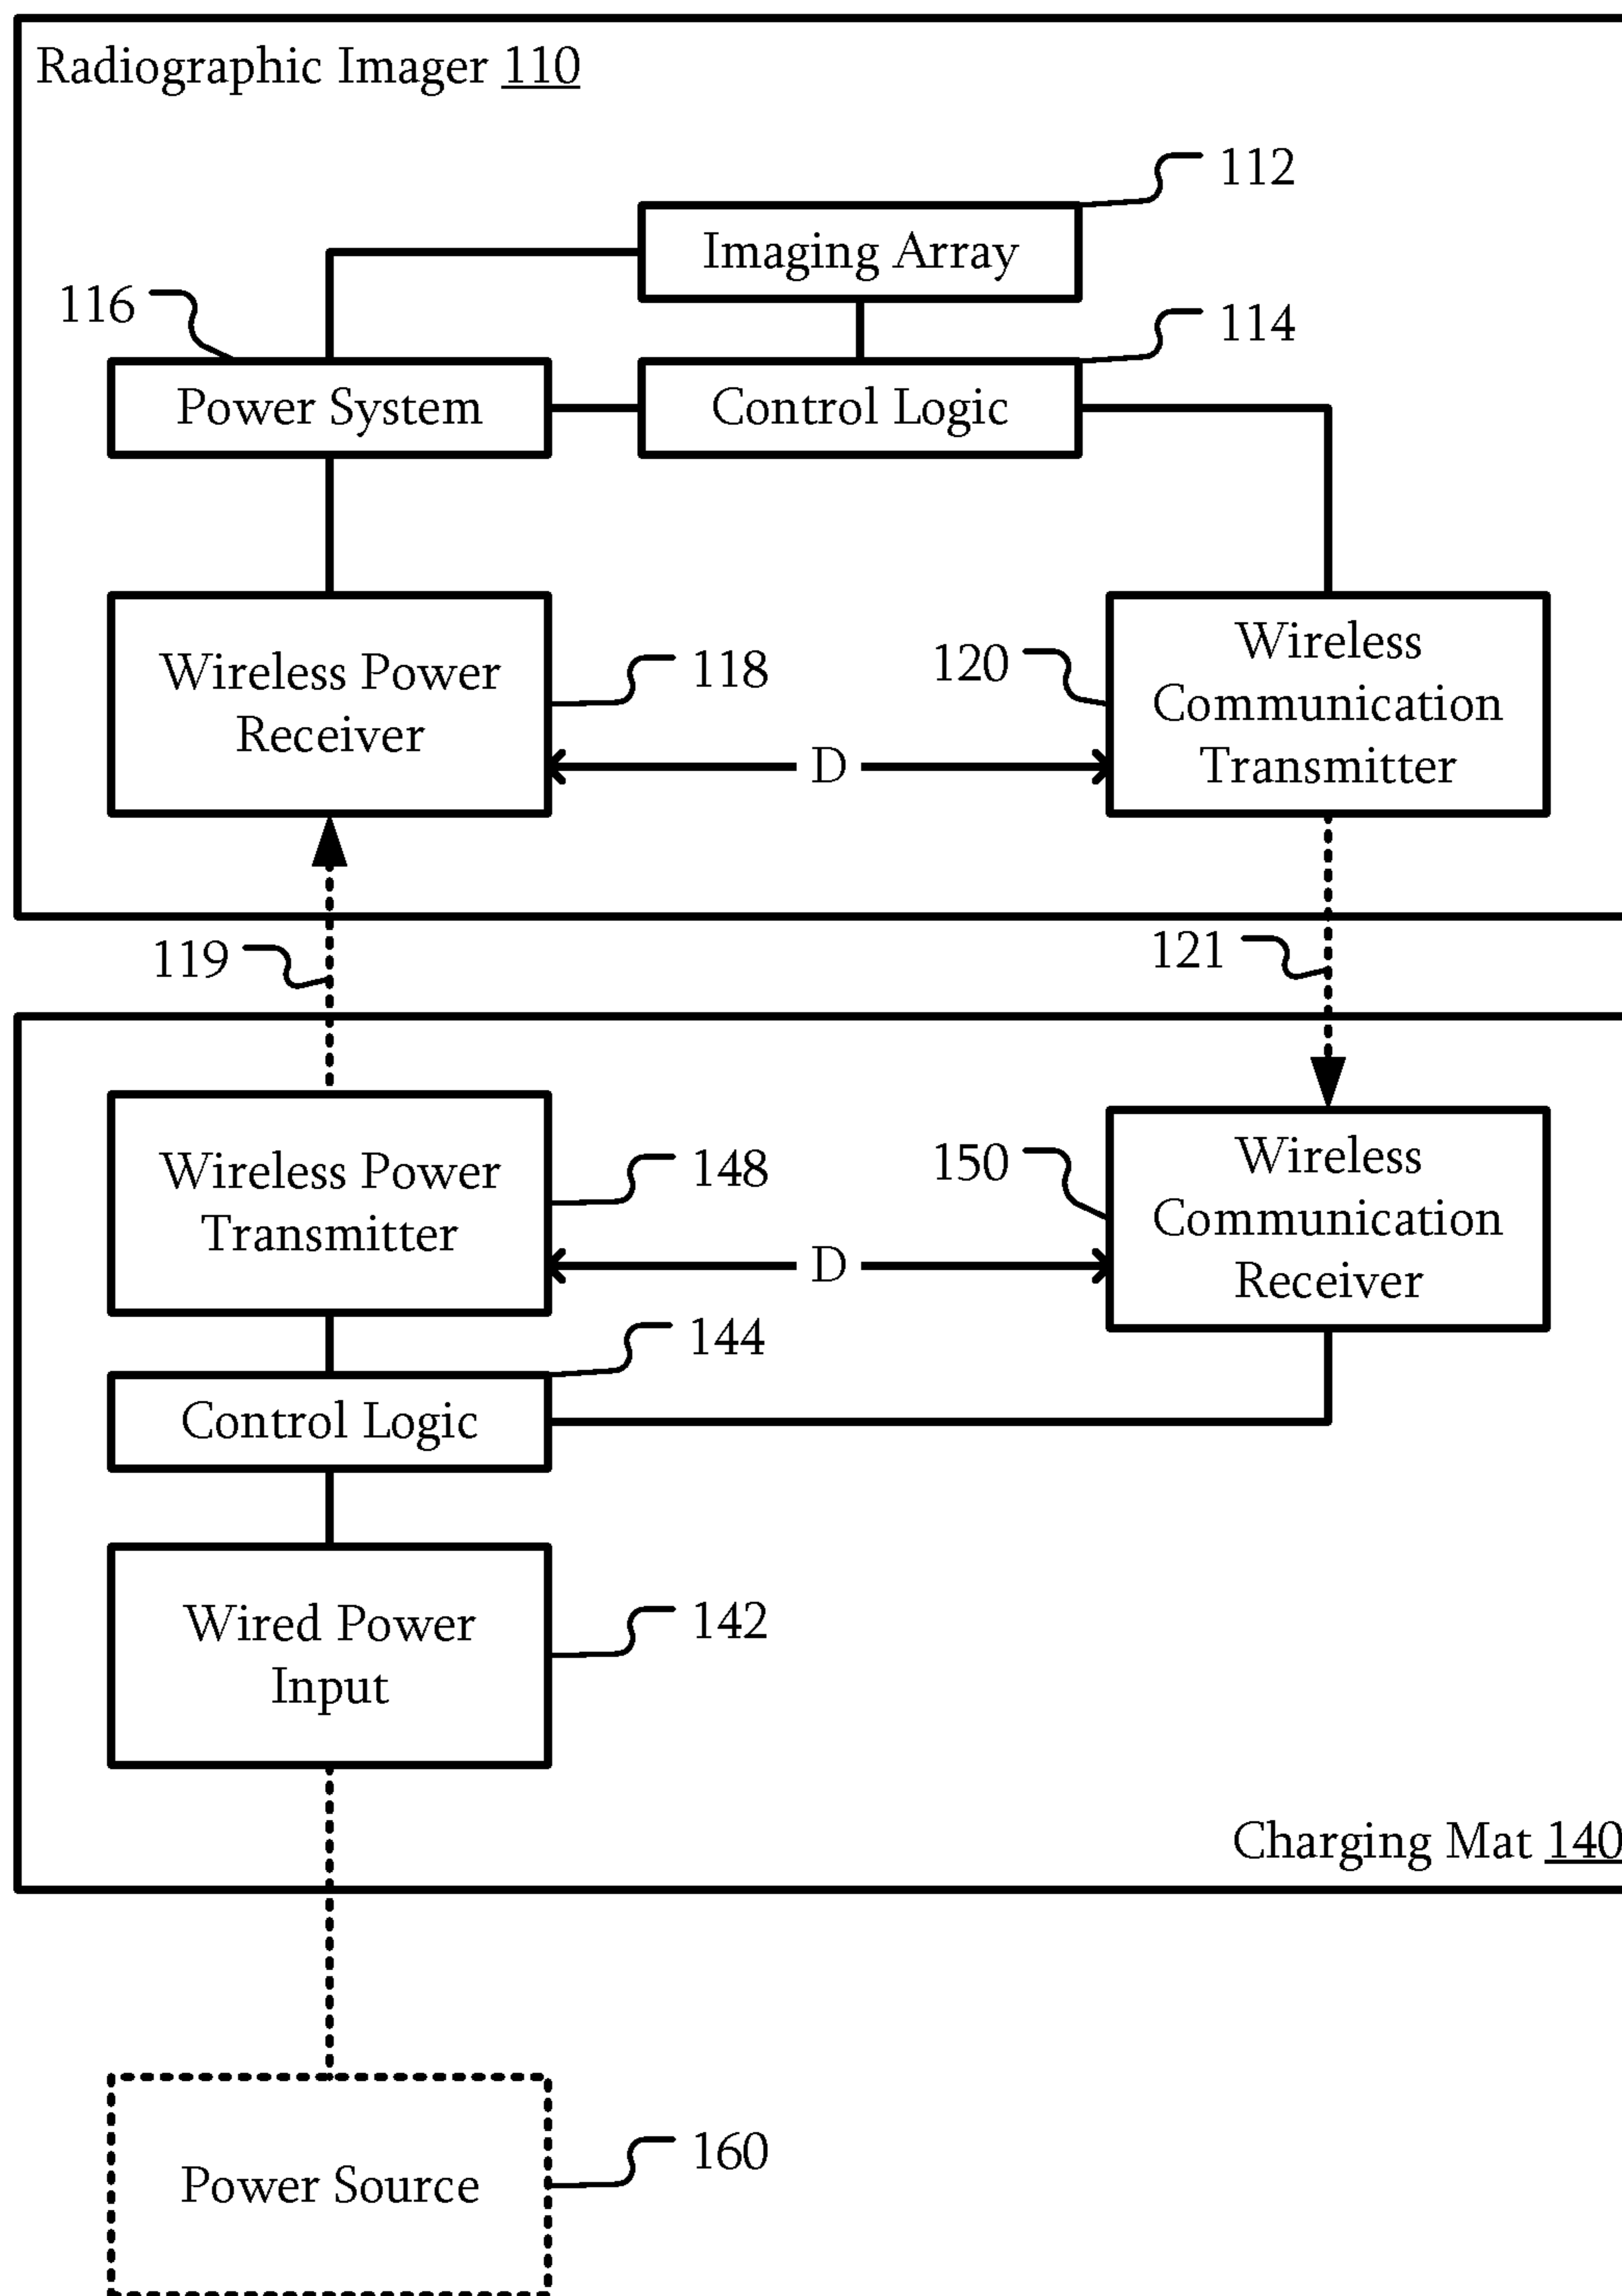 Radiographic Imager 110
112
Imaging Array
116
114
Power System
Control Logic
Wireless Power
Receiver
118
120
Wireless
Communication
Transmitter
D
119
121
Wireless Power
Transmitter
148
150
Wireless
Communication
Receiver
D
144
Control Logic
Wired Power
Input
142
Charging Mat 140
Power Source
160